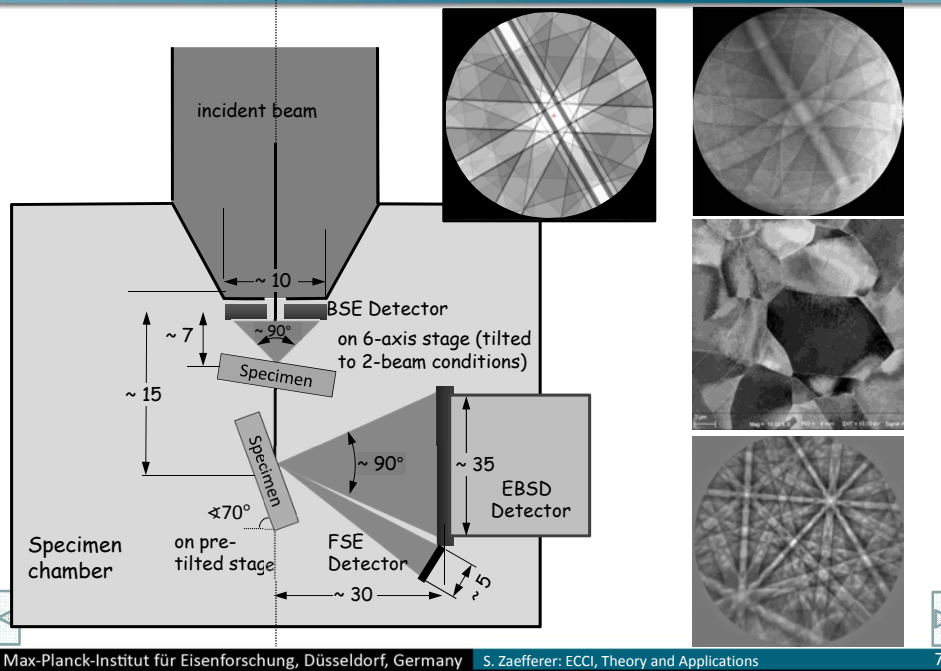 incident beam
~ 10
BSE Detector
~ 7
~ 90°
on 6-axis stage (tilted
to 2-beam conditions)
Specimen
~ 15
Specimen
~ 90°
~ 35
EBSD
Detector
∢70°
on pre-
tilted stage
FSE
Detector
Specimen
chamber
~ 5
~ 30
Max-Planck-Institut für Eisenforschung, Düsseldorf, Germany
S. Zaefferer: ECCI, Theory and Applications
7